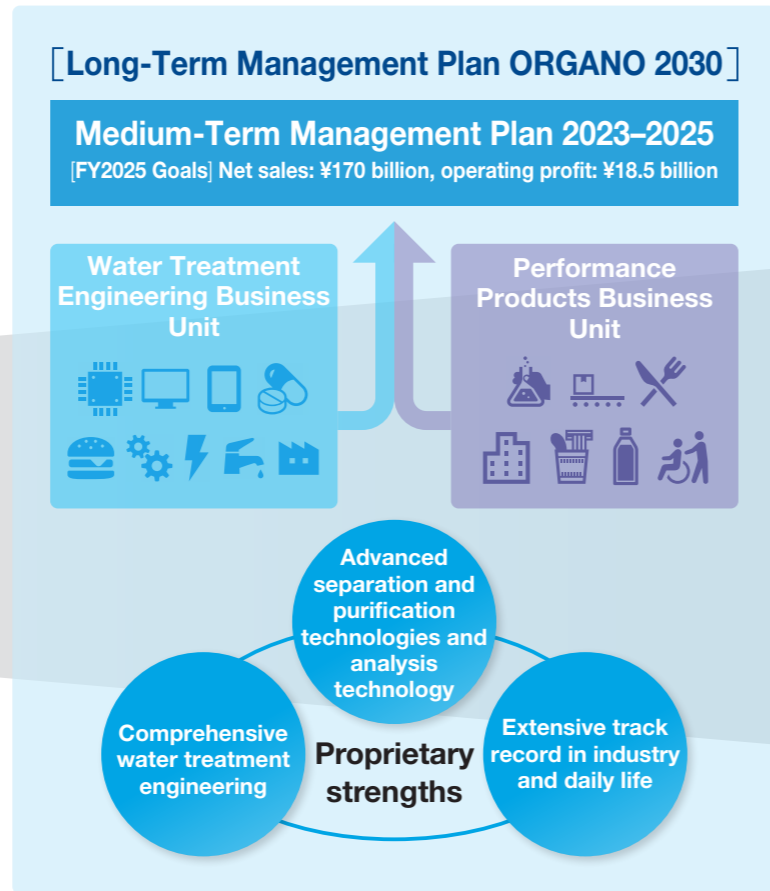 [Long-Term Management Plan ORGANO 2030]
Medium-Term Management Plan 2023–2025
[FY2025 Goals] Net sales: ¥170 billion, operating profit: ¥18.5 billion
Water Treatment
Engineering Business
Unit
Performance
Products Business
Unit
Advanced
separation and
purification
technologies and
analysis
technology
Comprehensive
water treatment
engineering
Proprietary
strengths
Extensive track
record in industry
and daily life